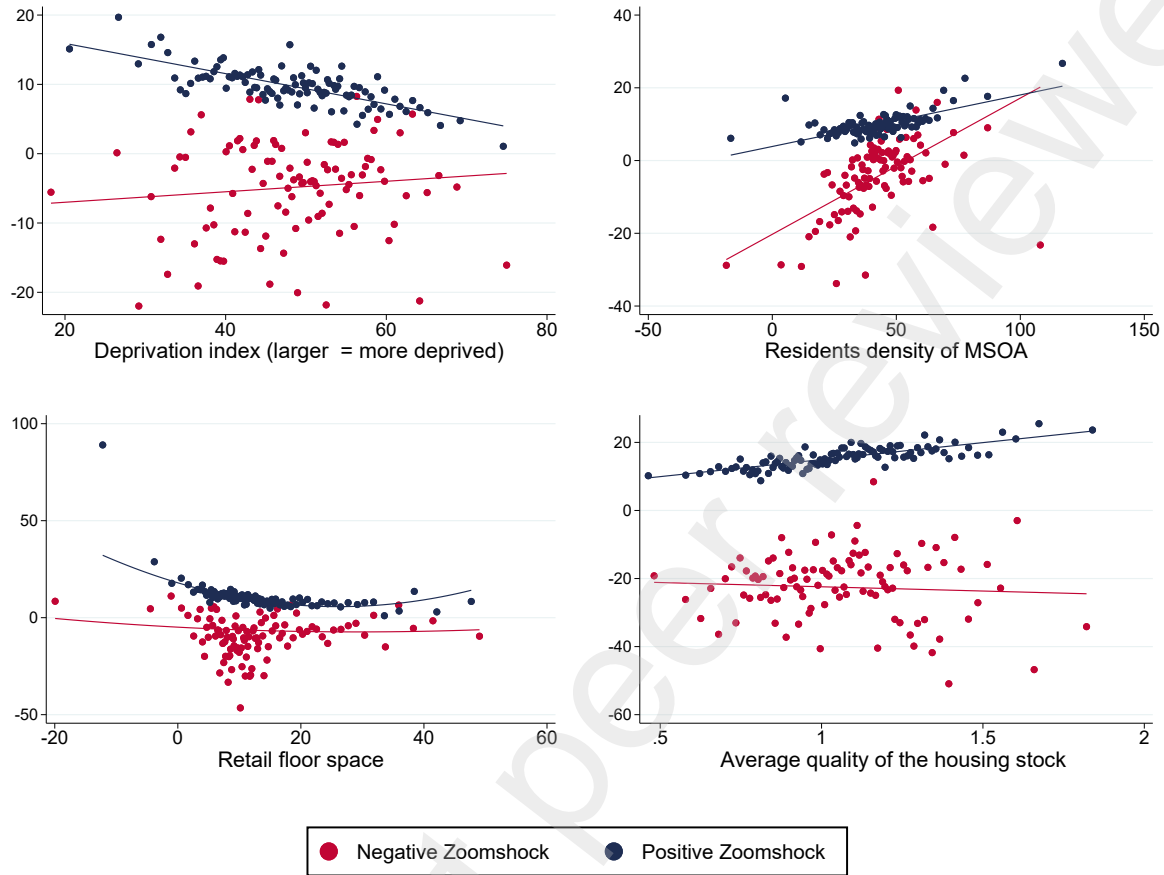 20
10
0
-10
-20
20 40 60 80
Deprivation index (larger = more deprived)
40
20
0
-20
-40
-50 0 50 100 150
Residents density of MSOA
100
50
0
-50
-20 0 20 40 60
Retail floor space
20
0
-20
-40
-60
.5 1 1.5 2
Average quality of the housing stock
Negative Zoomshock Positive Zoomshock
t peer reviewe